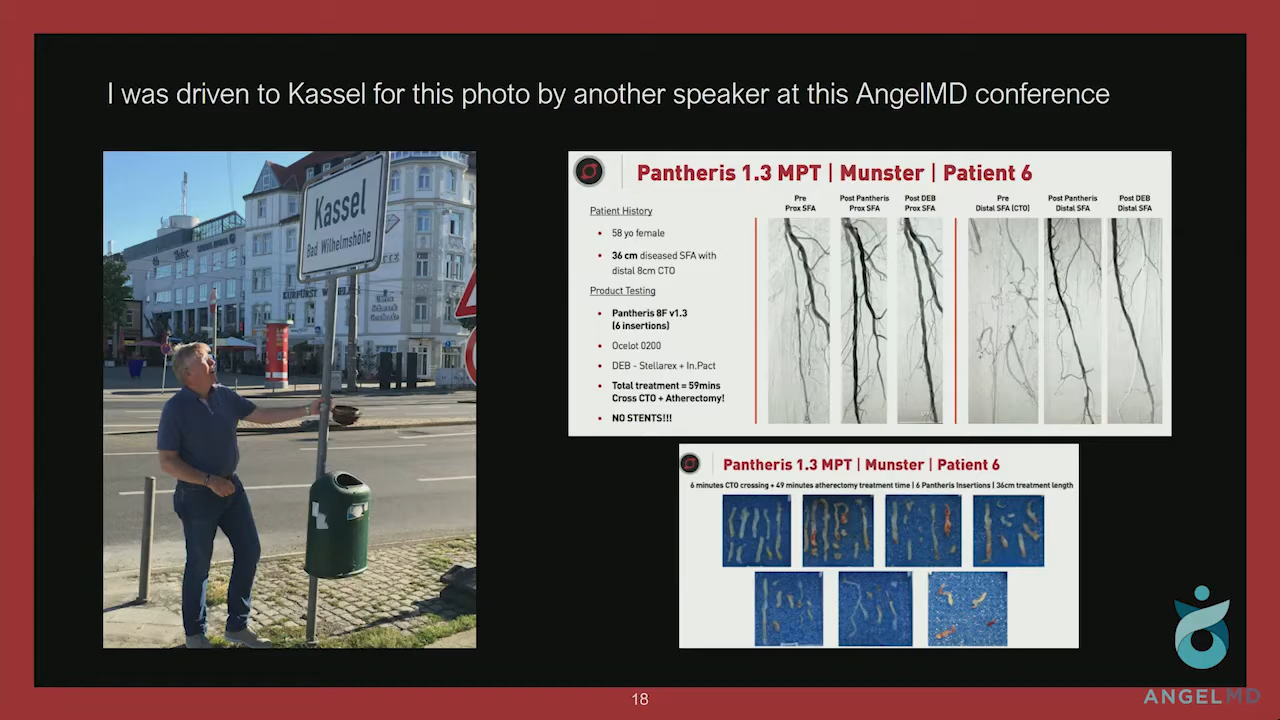 I was driven to Kassel for this photo by another speaker at this AngelMD conference
Kassel
Bad Wilhelmshöhe
Pantheris 1.3 MPT | Munster | Patient 6
Patient History
• 58 yo female
• 36 cm diseased SFA with
distal 8cm CTO
Product Testing
• Pantheris 8F v1.3
(6 insertions)
• Ocelot 0200
• DEB - Stellarex + In.Pact
• Total treatment = 59mins
Cross CTO + Atherectomy!
• NO STENTS!!!
Pre
Prox SFA
Post Pantheris
Prox SFA
Post DEB
Prox SFA
Pre
Distal SFA (CTO)
Post Pantheris
Distal SFA
Post DEB
Distal SFA
Pantheris 1.3 MPT | Munster | Patient 6
6 minutes CTO crossing + 49 minutes atherectomy treatment time | 6 Pantheris Insertions | 36cm treatment length
18
ANGELMD